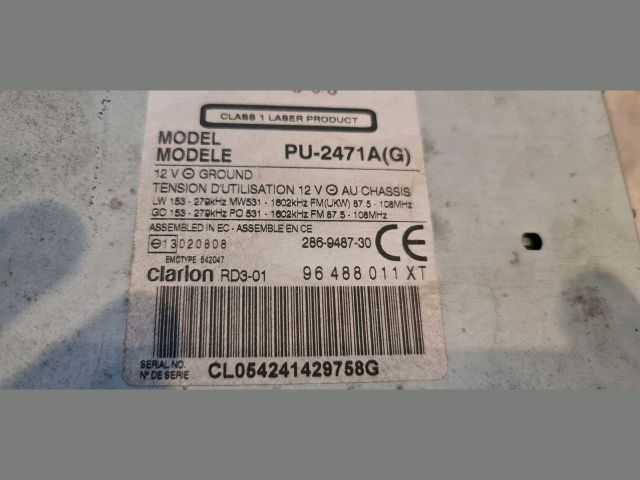 CLASS 1 LASER PRODUCT
MODEL
MODELE PU-2471A(G)
12 V ⊖ GROUND
TENSION D'UTILISATION 12 V ⊖ AU CHASSIS
LW 153 - 279kHz MW531 - 1602kHz FM(UKW) 87.5 - 108MHz
GO 153 - 279kHz PO 531 - 1602kHz FM 87.5 - 108MHz
ASSEMBLED IN EC - ASSEMBLE EN CE
13 020808 286-9487-30 CE
EMCTYPE 542047
clarion RD3-01 96 488 011 XT
SERIAL NO.
N° DE SERIE CL054241429758G